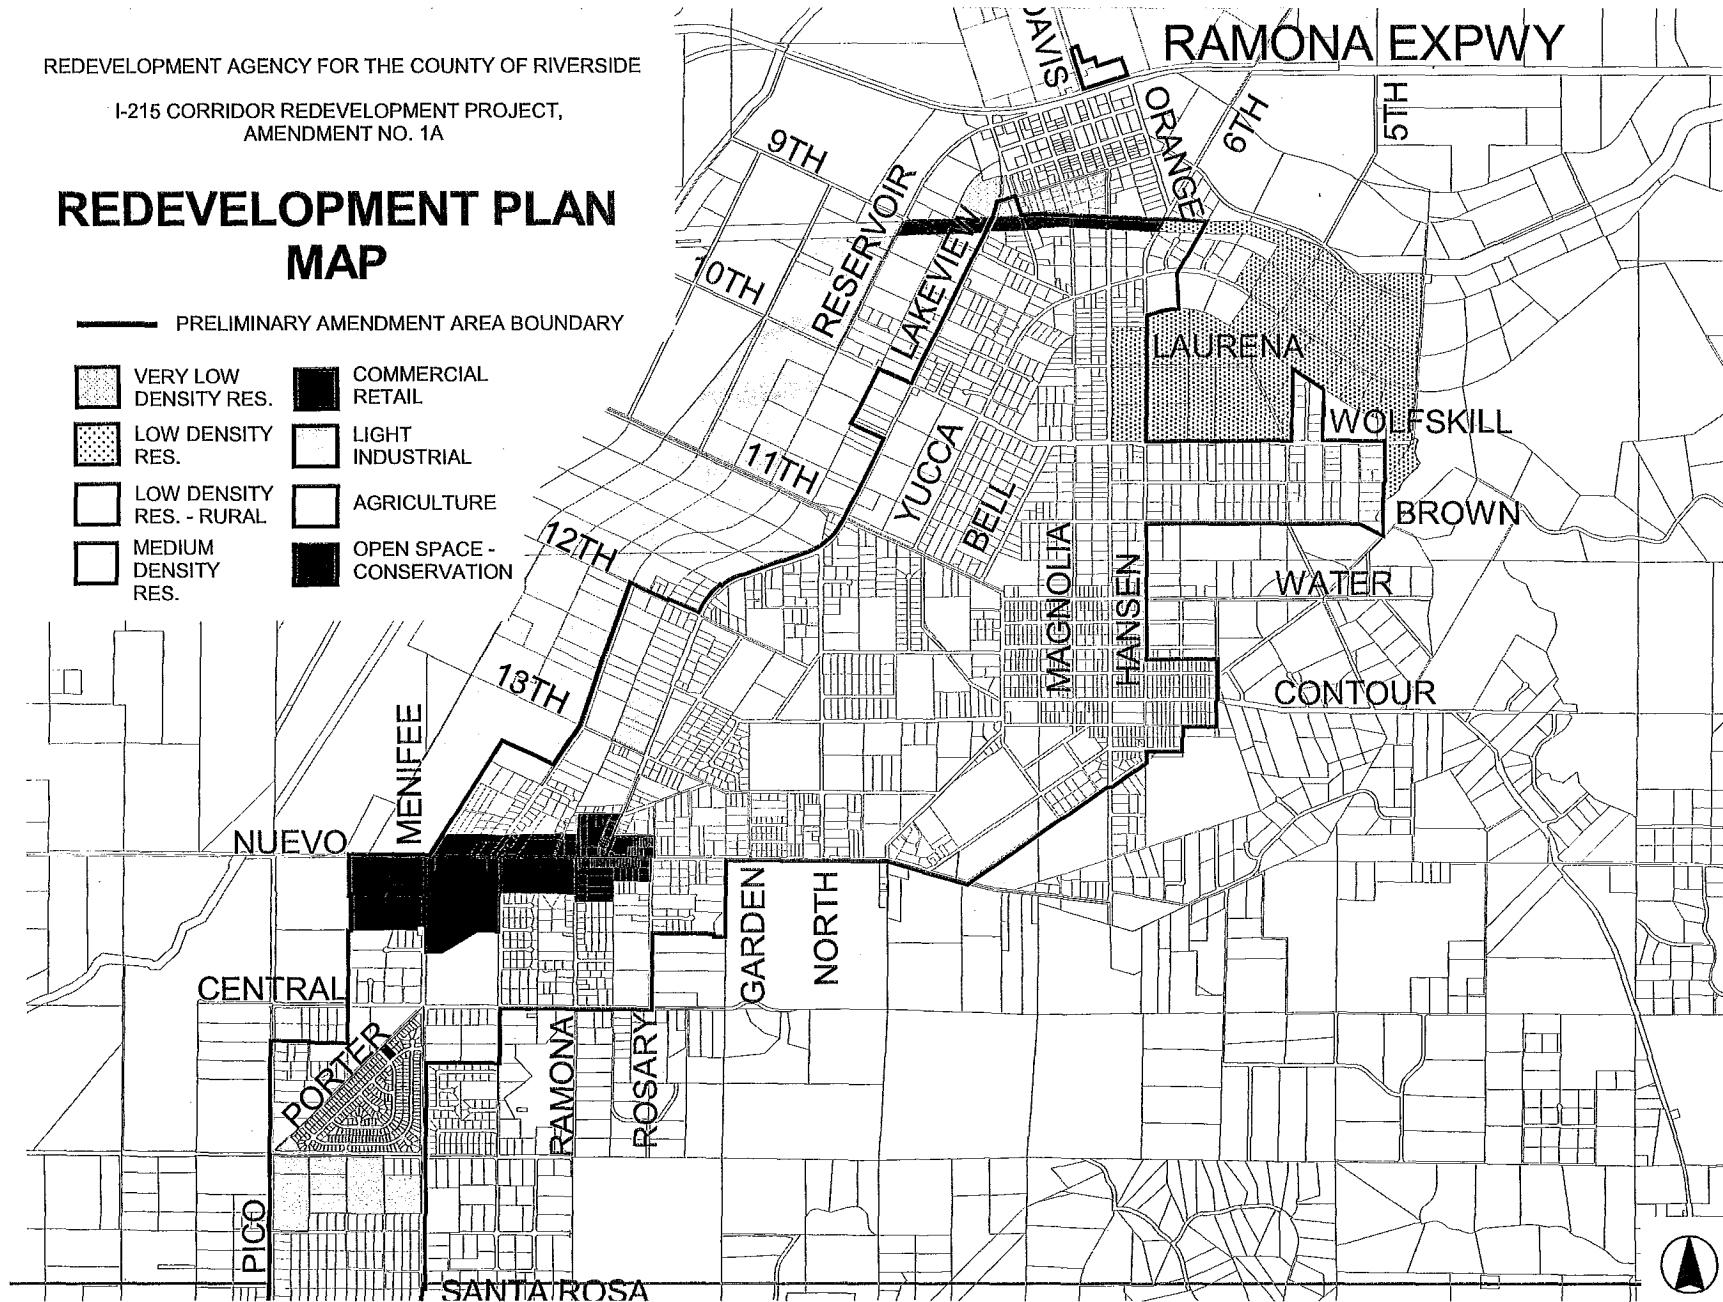 REDEVELOPMENT AGENCY FOR THE COUNTY OF RIVERSIDE
I-215 CORRIDOR REDEVELOPMENT PROJECT,
AMENDMENT NO. 1A
REDEVELOPMENT PLAN
MAP
PRELIMINARY AMENDMENT AREA BOUNDARY
VERY LOW
DENSITY RES.
COMMERCIAL
RETAIL
LOW DENSITY
RES.
LIGHT
INDUSTRIAL
LOW DENSITY
RES. - RURAL
AGRICULTURE
MEDIUM
DENSITY
RES.
OPEN SPACE -
CONSERVATION
DAVIS
RAMONA EXPWY
ORANGE
6TH
5TH
9TH
RESERVOIR
LAKEVIEW
10TH
LAURENA
WOLFSKILL
11TH
YUCCA
BELL
BROWN
12TH
MAGNOLIA
HANSEN
WATER
13TH
CONTOUR
MENIFEE
NUEVO
GARDEN
NORTH
CENTRAL
PORTER
RAMONA
ROSARY
PICO
SANTA ROSA